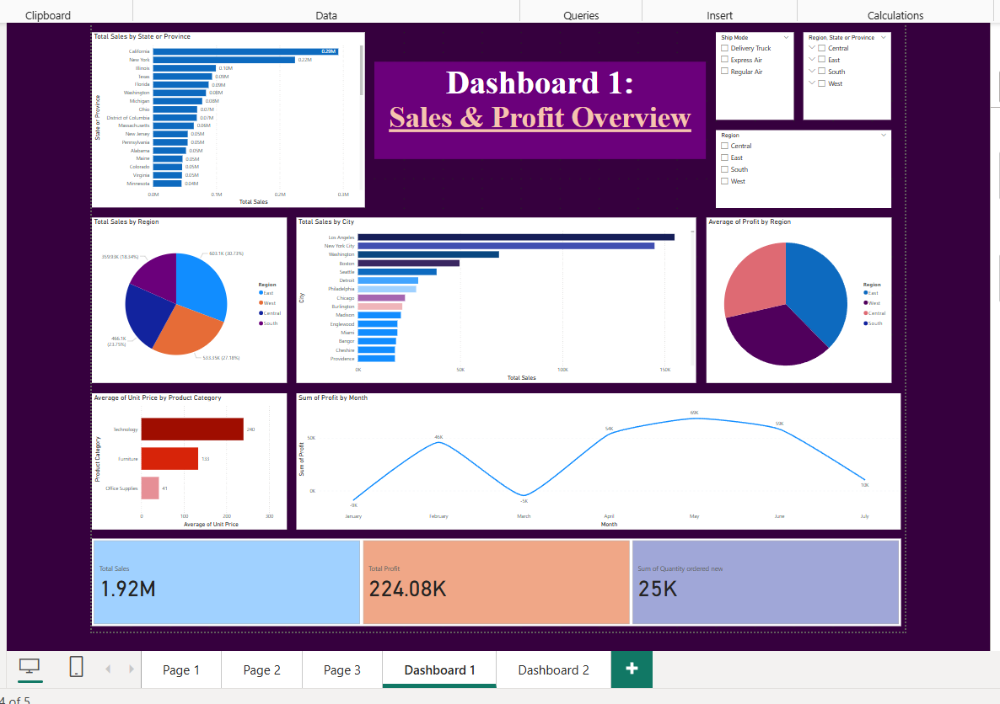 Clipboard
Data
Queries
Insert
Calculations
Total Sales by State or Province
State or Province
California 0.29M
New York 0.22M
Illinois 0.10M
Texas 0.09M
Florida 0.09M
Washington 0.08M
Michigan 0.08M
Ohio 0.07M
District of Columbia 0.07M
Massachusetts 0.06M
New Jersey 0.05M
Pennsylvania 0.05M
Alabama 0.05M
Maine 0.05M
Colorado 0.05M
Virginia 0.05M
Minnesota 0.04M
0.0M 0.1M 0.2M 0.3M
Total Sales
Dashboard 1:
Sales & Profit Overview
Ship Mode
Delivery Truck
Express Air
Regular Air
Region, State or Province
Central
East
South
West
Region
Central
East
South
West
Total Sales by Region
359.93K (18.34%)
603.1K (30.73%)
466.1K
(23.75%)
533.35K (27.18%)
Region
East
West
Central
South
Total Sales by City
City
Los Angeles
New York City
Washington
Boston
Seattle
Detroit
Philadelphia
Chicago
Burlington
Madison
Englewood
Miami
Bangor
Cheshire
Providence
0K 50K 100K 150K
Total Sales
Average of Profit by Region
Region
East
West
Central
South
Average of Unit Price by Product Category
Product Category
Technology 240
Furniture 133
Office Supplies 41
0 100 200 300
Average of Unit Price
Sum of Profit by Month
Sum of Profit
50K
0K
-9K
46K
-5K
54K
69K
59K
10K
January February March April May June July
Month
Total Sales
1.92M
Total Profit
224.08K
Sum of Quantity ordered new
25K
Page 1
Page 2
Page 3
Dashboard 1
Dashboard 2
+
4 of 5